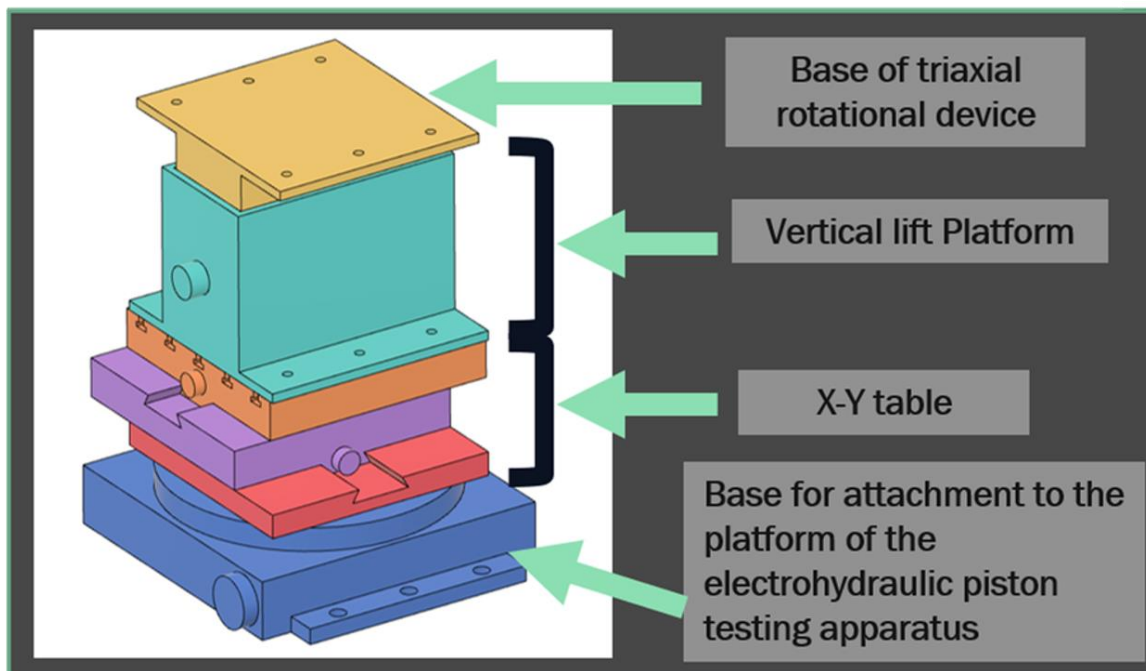 Base of triaxial
rotational device
Vertical lift Platform
X-Y table
Base for attachment to the
platform of the
electrohydraulic piston
testing apparatus